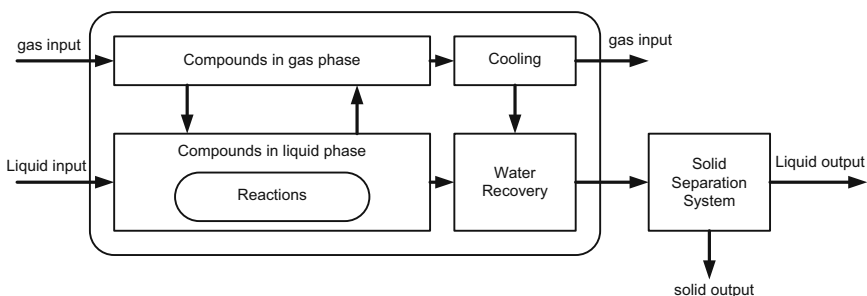 gas input
Compounds in gas phase
Cooling
gas input
Liquid input
Compounds in liquid phase
Reactions
Water
Recovery
Solid
Separation
System
Liquid output
solid output